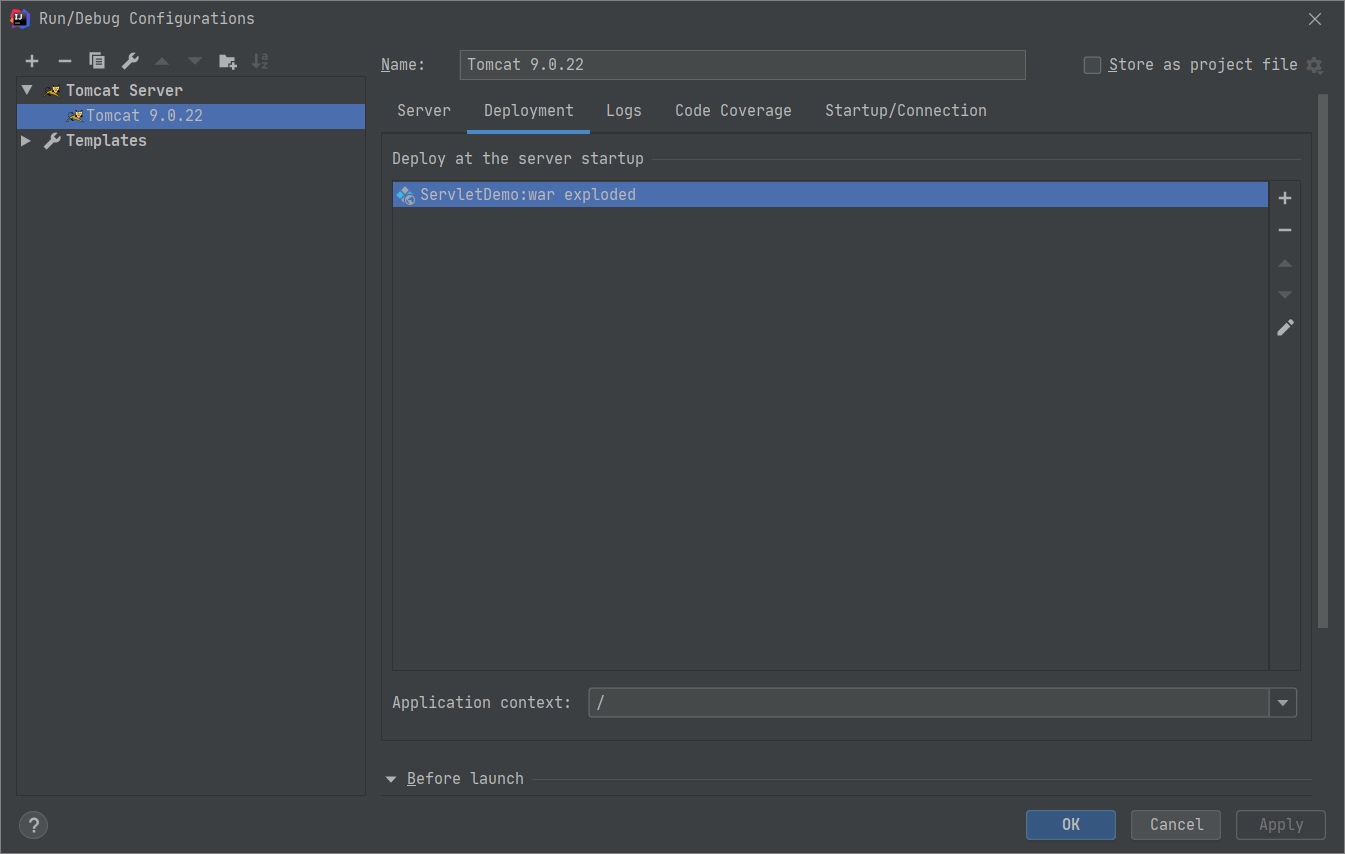 Run/Debug Configurations
Name: Tomcat 9.0.22
Store as project file
Tomcat Server
Tomcat 9.0.22
Templates
Server Deployment Logs Code Coverage Startup/Connection
Deploy at the server startup
ServletDemo:war exploded
Application context: /
Before launch
? OK Cancel Apply